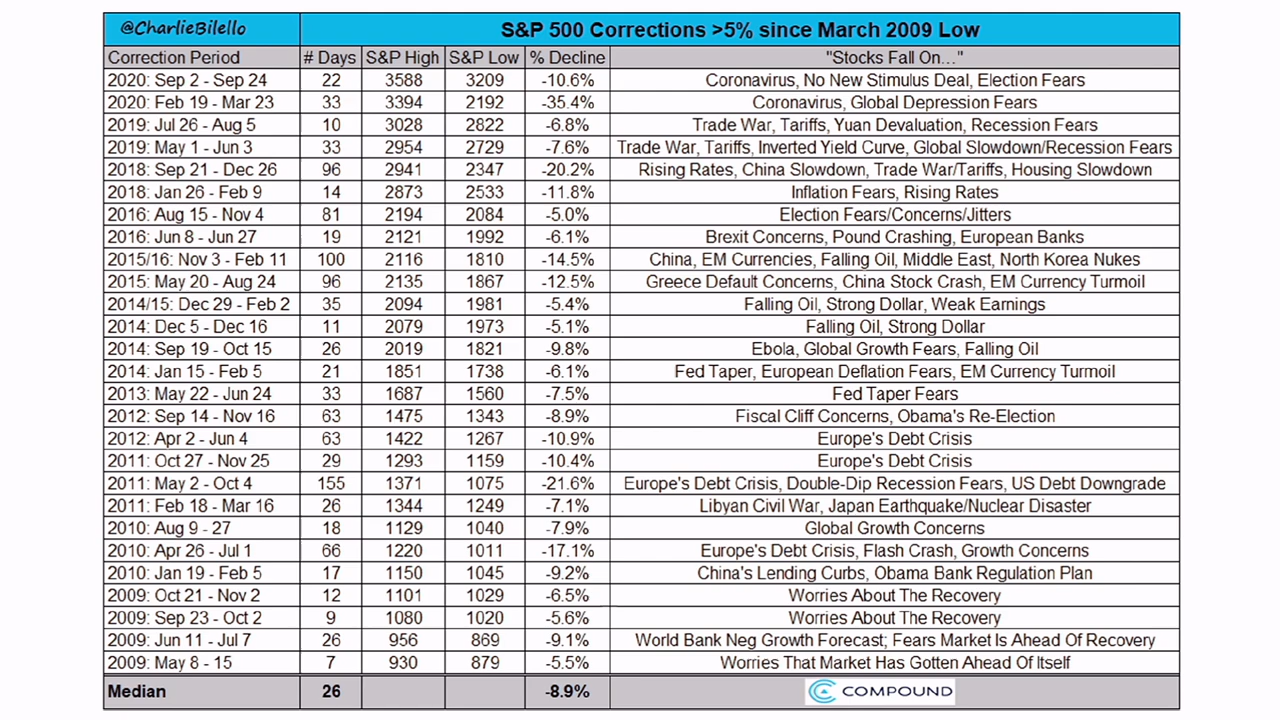 @CharlieBilello S&P 500 Corrections >5% since March 2009 Low
Correction Period # Days S&P High S&P Low % Decline "Stocks Fall On…"
2020: Sep 2 - Sep 24 22 3588 3209 -10.6% Coronavirus, No New Stimulus Deal, Election Fears
2020: Feb 19 - Mar 23 33 3394 2192 -35.4% Coronavirus, Global Depression Fears
2019: Jul 26 - Aug 5 10 3028 2822 -6.8% Trade War, Tariffs, Yuan Devaluation, Recession Fears
2019: May 1 - Jun 3 33 2954 2729 -7.6% Trade War, Tariffs, Inverted Yield Curve, Global Slowdown/Recession Fears
2018: Sep 21 - Dec 26 96 2941 2347 -20.2% Rising Rates, China Slowdown, Trade War/Tariffs, Housing Slowdown
2018: Jan 26 - Feb 9 14 2873 2533 -11.8% Inflation Fears, Rising Rates
2016: Aug 15 - Nov 4 81 2194 2084 -5.0% Election Fears/Concerns/Jitters
2016: Jun 8 - Jun 27 19 2121 1992 -6.1% Brexit Concerns, Pound Crashing, European Banks
2015/16: Nov 3 - Feb 11 100 2116 1810 -14.5% China, EM Currencies, Falling Oil, Middle East, North Korea Nukes
2015: May 20 - Aug 24 96 2135 1867 -12.5% Greece Default Concerns, China Stock Crash, EM Currency Turmoil
2014/15: Dec 29 - Feb 2 35 2094 1981 -5.4% Falling Oil, Strong Dollar, Weak Earnings
2014: Dec 5 - Dec 16 11 2079 1973 -5.1% Falling Oil, Strong Dollar
2014: Sep 19 - Oct 15 26 2019 1821 -9.8% Ebola, Global Growth Fears, Falling Oil
2014: Jan 15 - Feb 5 21 1851 1738 -6.1% Fed Taper, European Deflation Fears, EM Currency Turmoil
2013: May 22 - Jun 24 33 1687 1560 -7.5% Fed Taper Fears
2012: Sep 14 - Nov 16 63 1475 1343 -8.9% Fiscal Cliff Concerns, Obama's Re-Election
2012: Apr 2 - Jun 4 63 1422 1267 -10.9% Europe's Debt Crisis
2011: Oct 27 - Nov 25 29 1293 1159 -10.4% Europe's Debt Crisis
2011: May 2 - Oct 4 155 1371 1075 -21.6% Europe's Debt Crisis, Double-Dip Recession Fears, US Debt Downgrade
2011: Feb 18 - Mar 16 26 1344 1249 -7.1% Libyan Civil War, Japan Earthquake/Nuclear Disaster
2010: Aug 9 - 27 18 1129 1040 -7.9% Global Growth Concerns
2010: Apr 26 - Jul 1 66 1220 1011 -17.1% Europe's Debt Crisis, Flash Crash, Growth Concerns
2010: Jan 19 - Feb 5 17 1150 1045 -9.2% China's Lending Curbs, Obama Bank Regulation Plan
2009: Oct 21 - Nov 2 12 1101 1029 -6.5% Worries About The Recovery
2009: Sep 23 - Oct 2 9 1080 1020 -5.6% Worries About The Recovery
2009: Jun 11 - Jul 7 26 956 869 -9.1% World Bank Neg Growth Forecast; Fears Market Is Ahead Of Recovery
2009: May 8 - 15 7 930 879 -5.5% Worries That Market Has Gotten Ahead Of Itself
Median 26 -8.9% COMPOUND